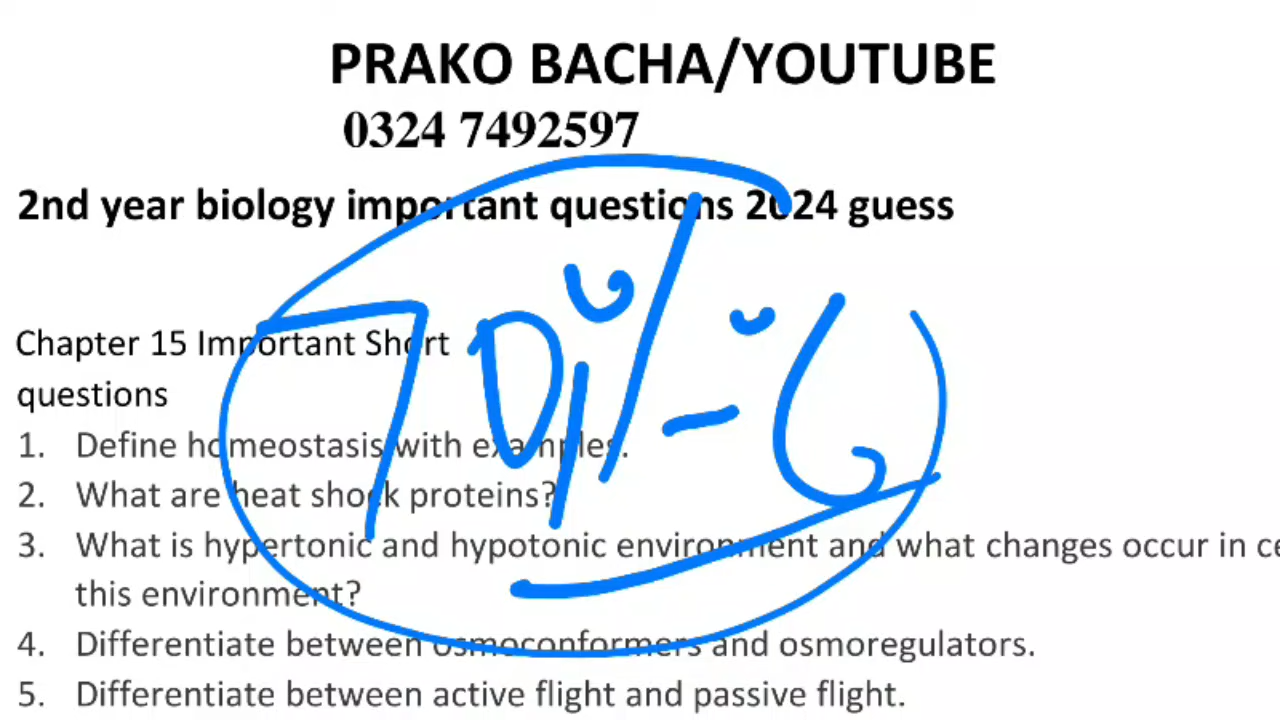 PRAKO BACHA/YOUTUBE
0324 7492597
2nd year biology important questions 2024 guess
Chapter 15 Important Short
questions
1. Define homeostasis with examples.
2. What are heat shock proteins?
3. What is hypertonic and hypotonic environment and what changes occur in ce
this environment?
4. Differentiate between osmoconformers and osmoregulators.
5. Differentiate between active flight and passive flight.